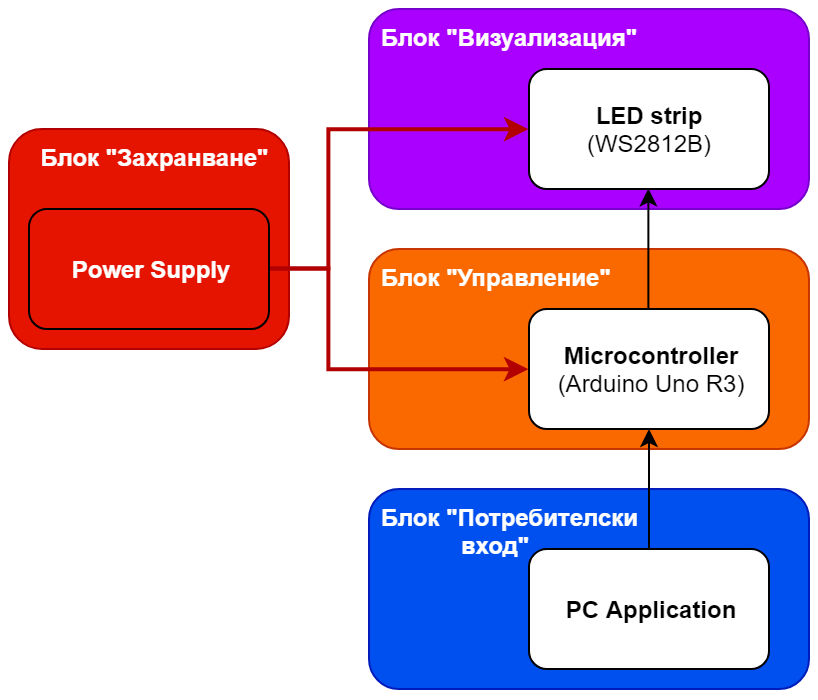 Блок "Визуализация"
LED strip
(WS2812B)
Блок "Захранване"
Power Supply
Блок "Управление"
Microcontroller
(Arduino Uno R3)
Блок "Потребителски
вход"
PC Application